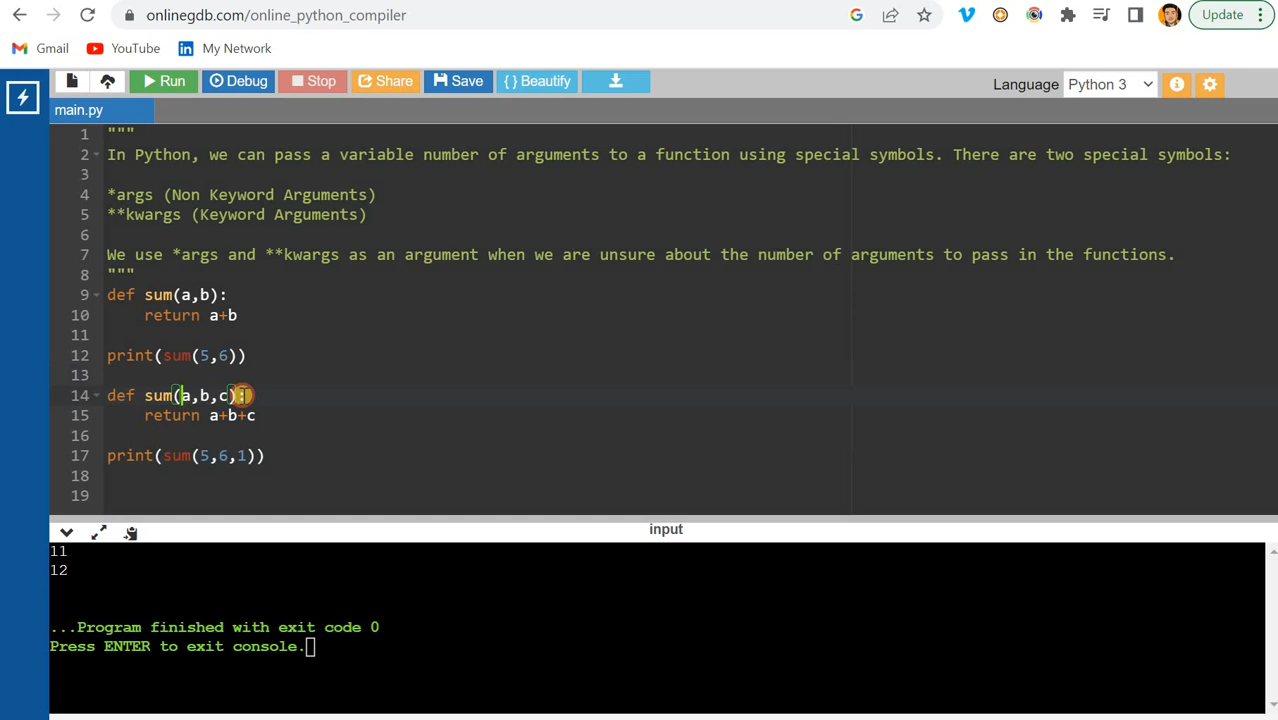 onlinegdb.com/online_python_compiler
Update
Gmail
YouTube
My Network
Run
Debug
Stop
Share
Save
{ } Beautify
Language Python 3
main.py
1 """
2 In Python, we can pass a variable number of arguments to a function using special symbols. There are two special symbols:
3
4 *args (Non Keyword Arguments)
5 **kwargs (Keyword Arguments)
6
7 We use *args and **kwargs as an argument when we are unsure about the number of arguments to pass in the functions.
8 """
9 def sum(a,b):
10 return a+b
11
12 print(sum(5,6))
13
14 def sum(a,b,c):
15 return a+b+c
16
17 print(sum(5,6,1))
18
19
input
11
12
...Program finished with exit code 0
Press ENTER to exit console.